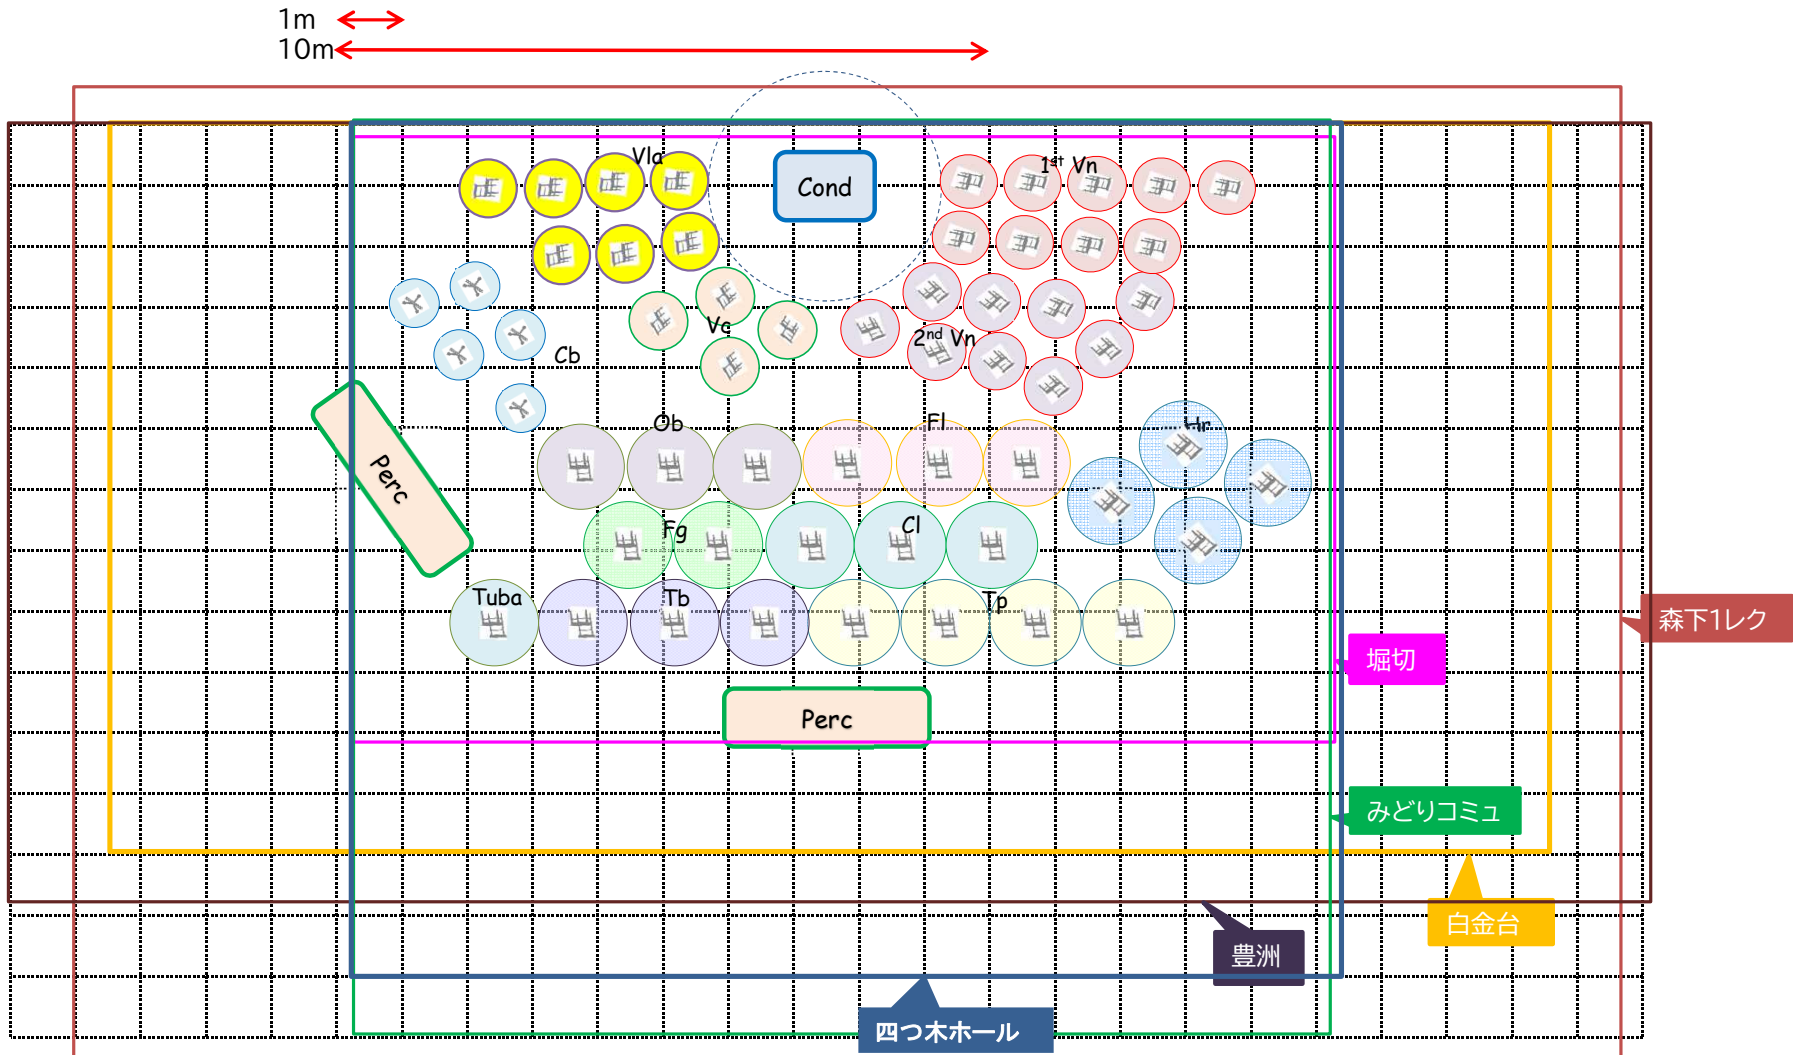 1m
10m
Vla
Cond
1st Vn
Vc
2nd Vn
Cb
Ob
Fl
Hr
Perc
Fg
Cl
Tuba
Tb
Tp
森下1レク
堀切
Perc
みどりコミュ
白金台
豊洲
四つ木ホール